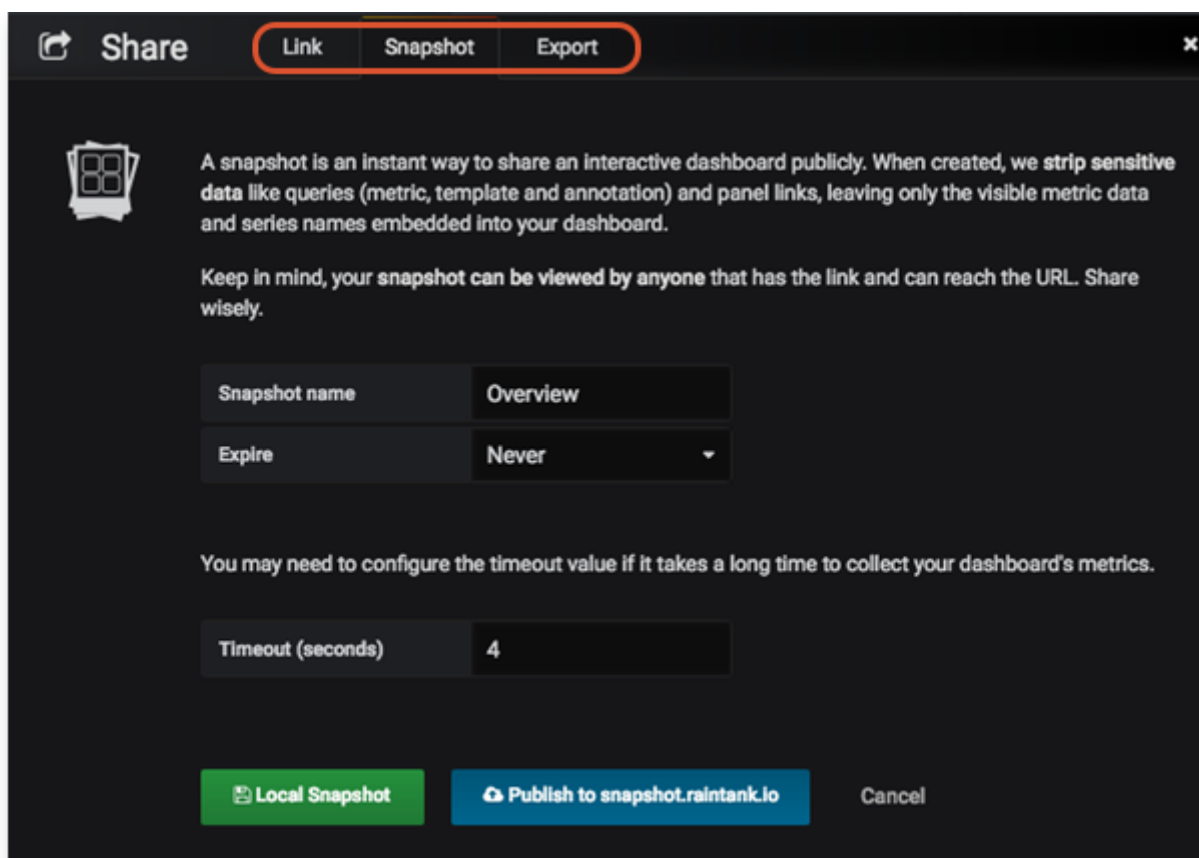 Share Link Snapshot Export
A snapshot is an instant way to share an interactive dashboard publicly. When created, we strip sensitive
data like queries (metric, template and annotation) and panel links, leaving only the visible metric data
and series names embedded into your dashboard.
Keep in mind, your snapshot can be viewed by anyone that has the link and can reach the URL. Share
wisely.
Snapshot name Overview
Expire Never
You may need to configure the timeout value if it takes a long time to collect your dashboard's metrics.
Timeout (seconds) 4
Local Snapshot Publish to snapshot.raintank.io Cancel